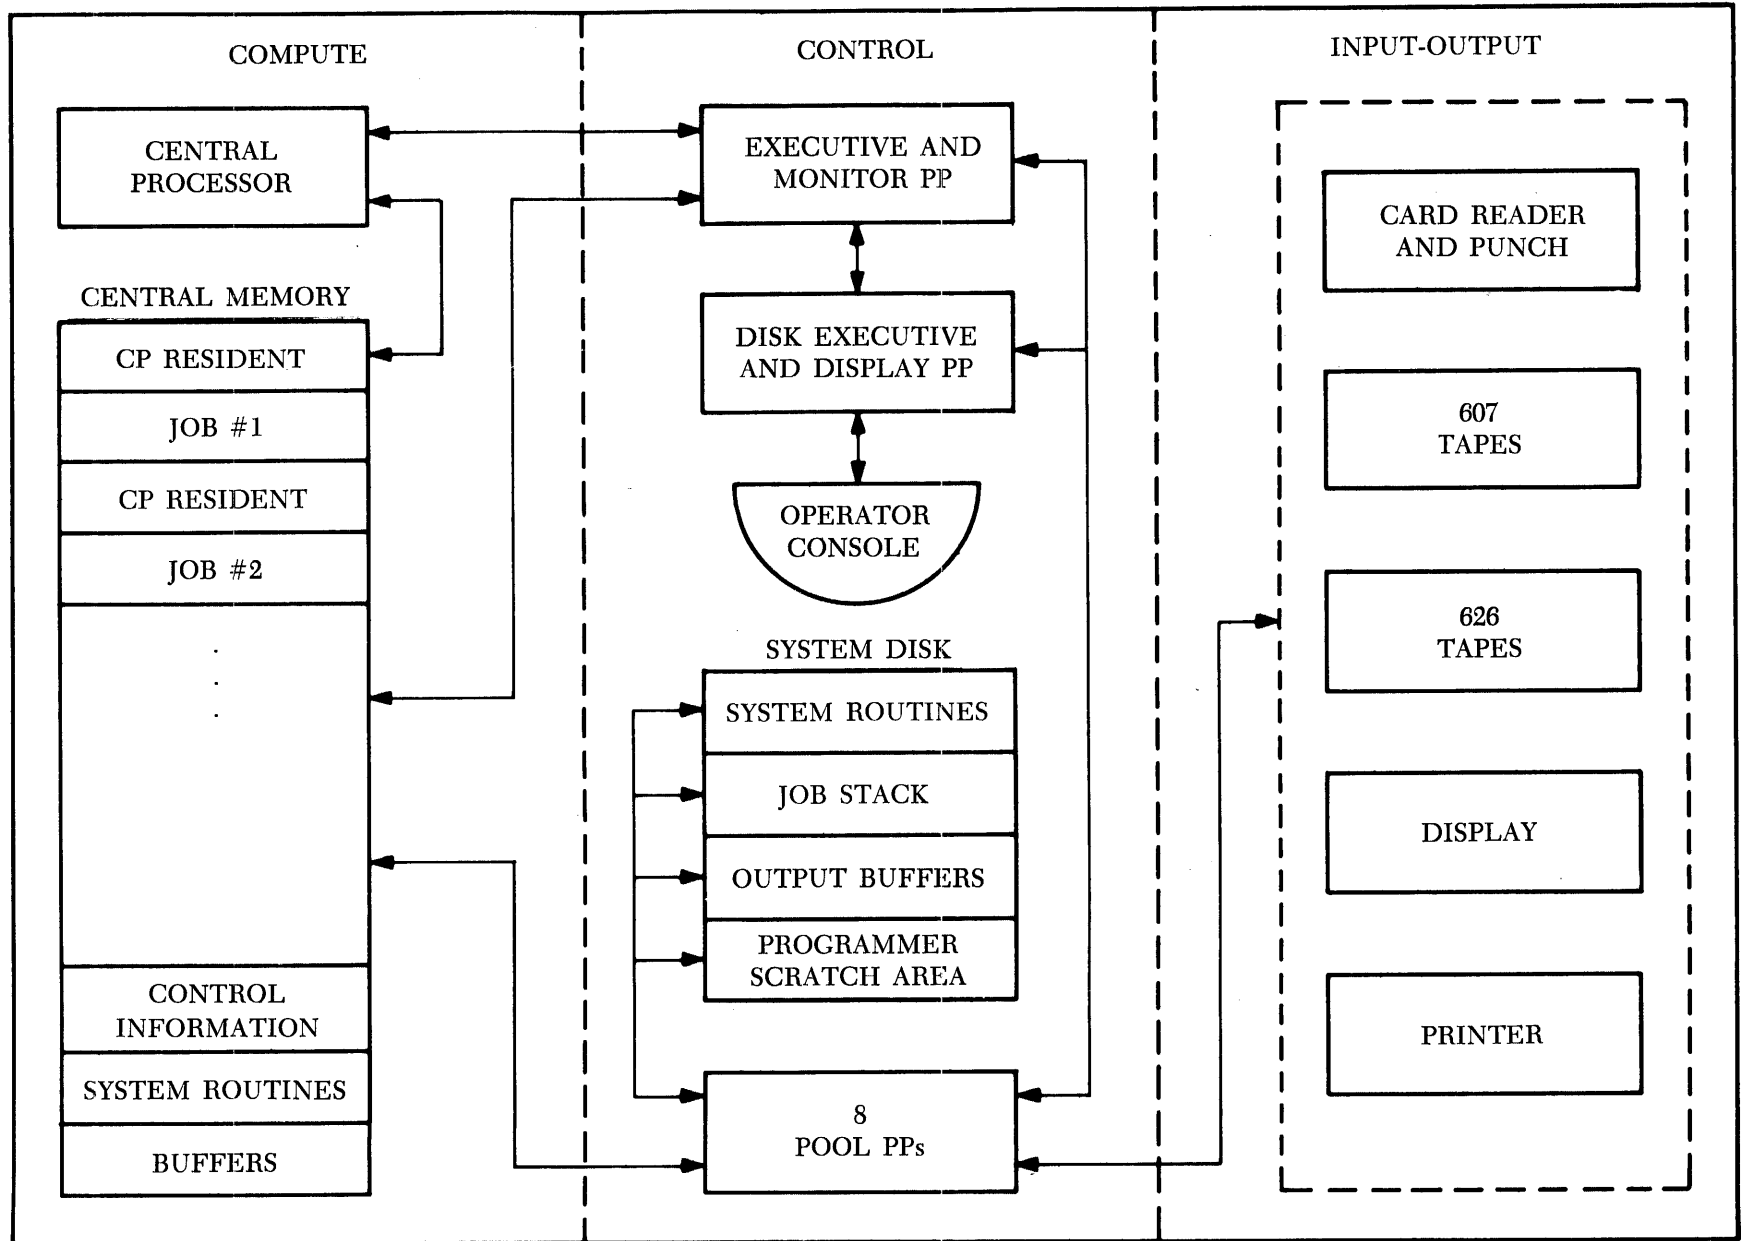 COMPUTE
CENTRAL
PROCESSOR
CENTRAL MEMORY
CP RESIDENT
JOB #1
CP RESIDENT
JOB #2
CONTROL
INFORMATION
SYSTEM ROUTINES
BUFFERS
CONTROL
EXECUTIVE AND
MONITOR PP
DISK EXECUTIVE
AND DISPLAY PP
OPERATOR
CONSOLE
SYSTEM DISK
SYSTEM ROUTINES
JOB STACK
OUTPUT BUFFERS
PROGRAMMER
SCRATCH AREA
8
POOL PPs
INPUT-OUTPUT
CARD READER
AND PUNCH
607
TAPES
626
TAPES
DISPLAY
PRINTER